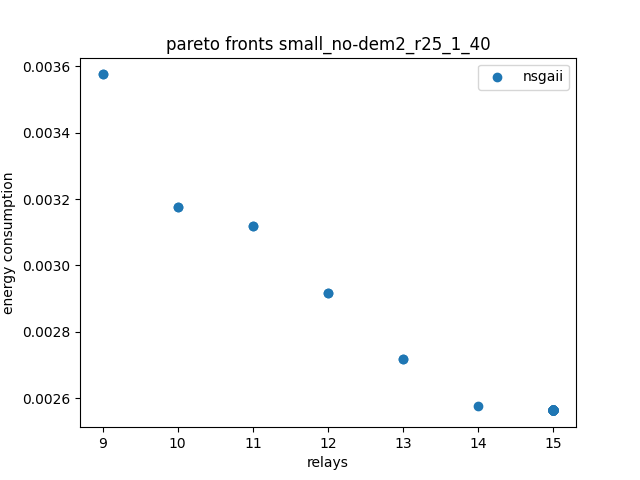 pareto fronts small_no-dem2_r25_1_40
nsgaii
0.0036
0.0034
0.0032
0.0030
0.0028
0.0026
energy consumption
9 10 11 12 13 14 15
relays